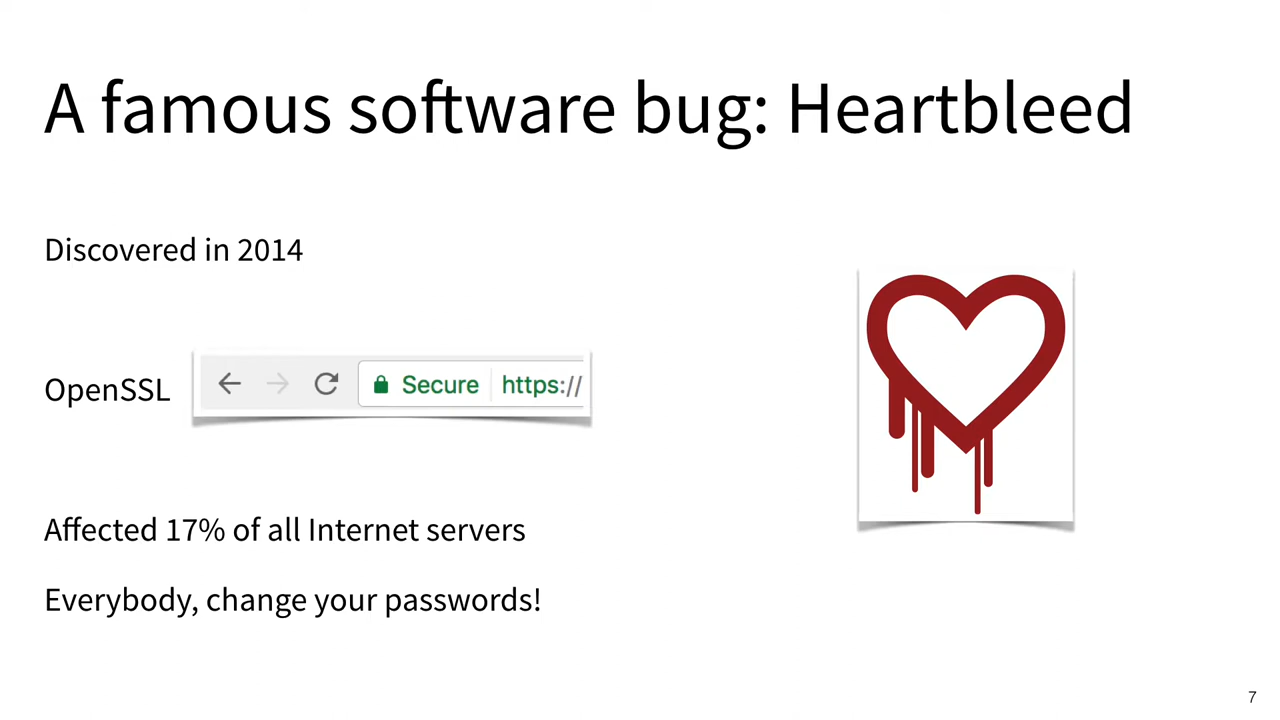 A famous software bug: Heartbleed
Discovered in 2014
OpenSSL
Secure
https://
Affected 17% of all Internet servers
Everybody, change your passwords!
7